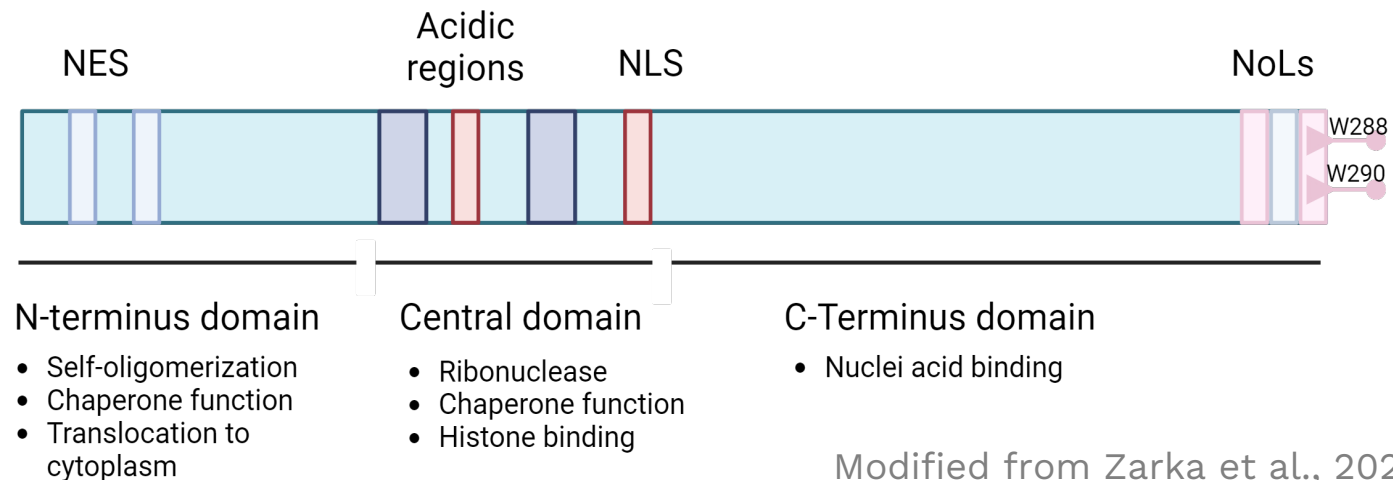 NES
Acidic
regions
NLS
NoLs
W288
W290
N-terminus domain
• Self-oligomerization
• Chaperone function
• Translocation to
cytoplasm
Central domain
• Ribonuclease
• Chaperone function
• Histone binding
C-Terminus domain
• Nuclei acid binding
Modified from Zarka et al., 202